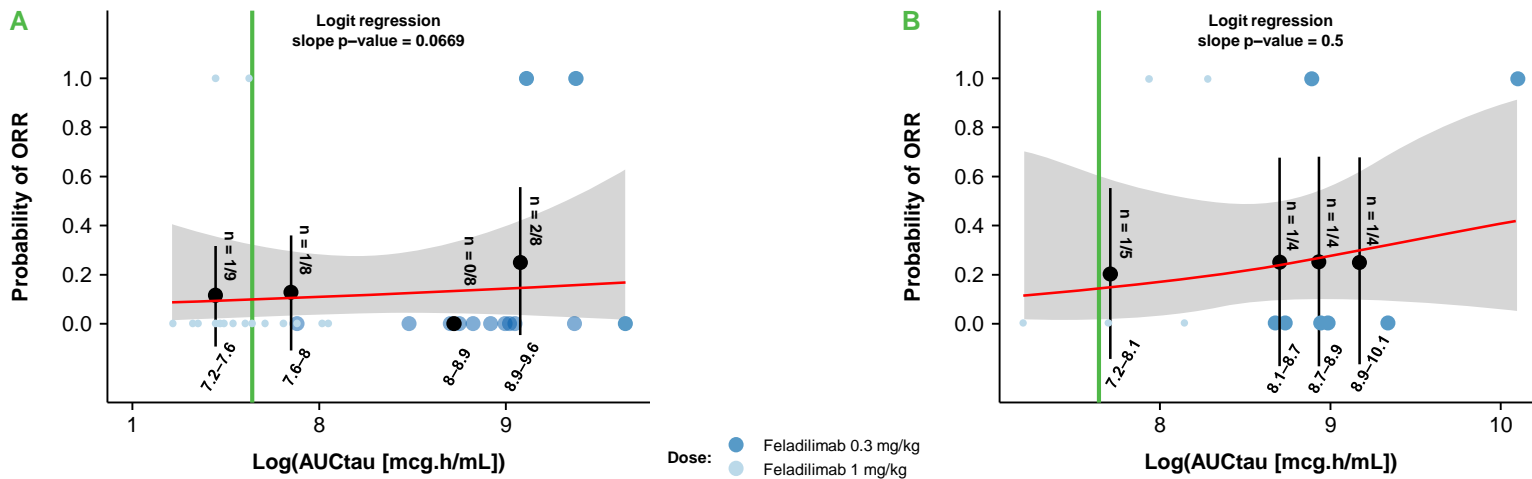 A
Logit regression
slope p–value = 0.0669
Probability of ORR
1.0
0.8
0.6
0.4
0.2
0.0
n = 1/9
n = 1/8
n = 0/8
n = 2/8
7.2–7.6
7.6–8
8–8.9
8.9–9.6
1
8
9
Log(AUCtau [mcg.h/mL])
B
Logit regression
slope p–value = 0.5
Probability of ORR
1.0
0.8
0.6
0.4
0.2
0.0
n = 1/5
n = 1/4
n = 1/4
n = 1/4
7.2–8.1
8.1–8.7
8.7–8.9
8.9–10.1
8
9
10
Log(AUCtau [mcg.h/mL])
Dose:
Feladilimab 0.3 mg/kg
Feladilimab 1 mg/kg